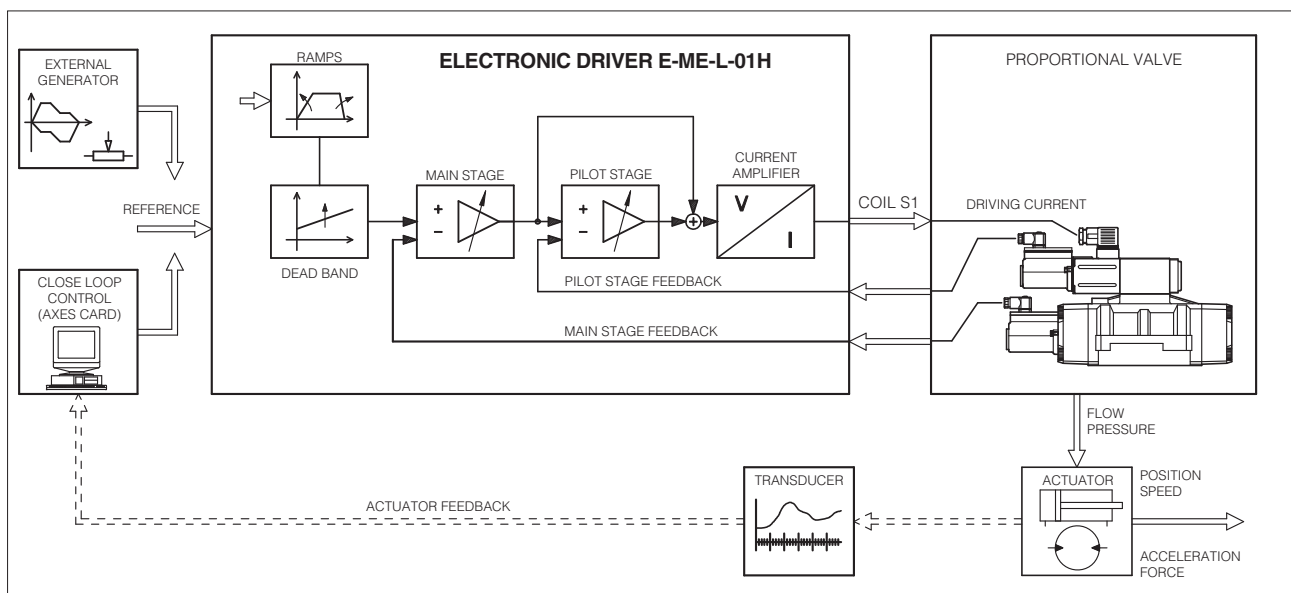 EXTERNAL
GENERATOR
REFERENCE
CLOSE LOOP
CONTROL
(AXES CARD)
ELECTRONIC DRIVER E-ME-L-01H
RAMPS
DEAD BAND
MAIN STAGE
+
−
PILOT STAGE
+
−
+
CURRENT
AMPLIFIER
V
I
PILOT STAGE FEEDBACK
MAIN STAGE FEEDBACK
COIL S1
PROPORTIONAL VALVE
DRIVING CURRENT
FLOW
PRESSURE
ACTUATOR
POSITION
SPEED
ACCELERATION
FORCE
TRANSDUCER
ACTUATOR FEEDBACK